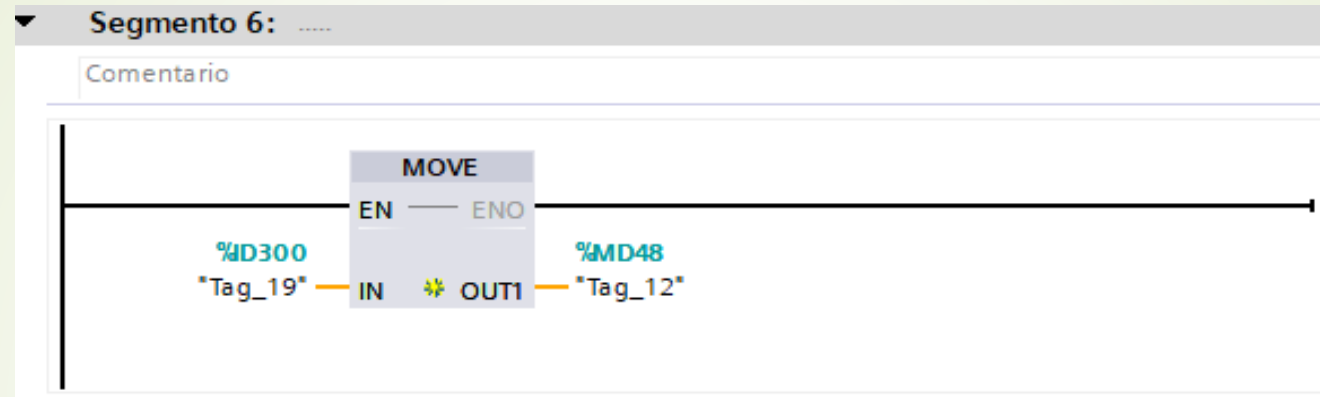 Segmento 6: .....
Comentario
MOVE
EN ENO
%ID300 %MD48
"Tag_19" IN OUT1 "Tag_12"